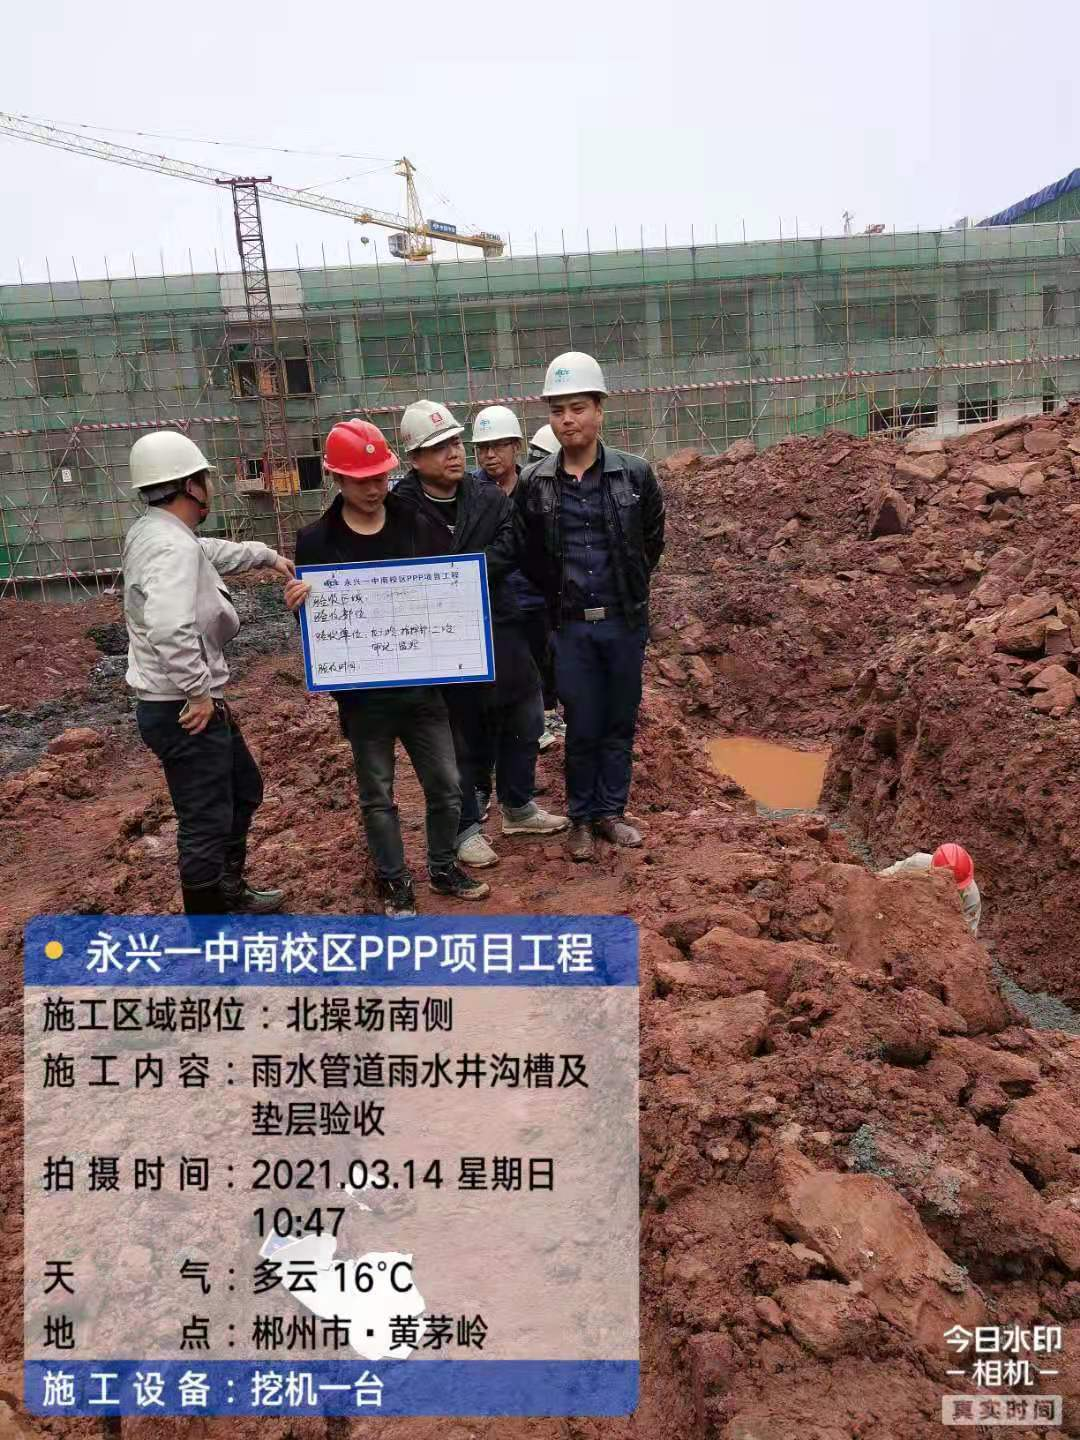 永兴一中南校区PPP项目工程
验收区域:
验收部位
验收单位:
验收时间:
永兴一中南校区PPP项目工程
施工区域部位：北操场南侧
施工内容：雨水管道雨水井沟槽及
垫层验收
拍摄时间：2021.03.14 星期日
10:47
天气：多云 16℃
地点：郴州市·黄茅岭
施工设备：挖机一台
今日水印
相机
真实时间